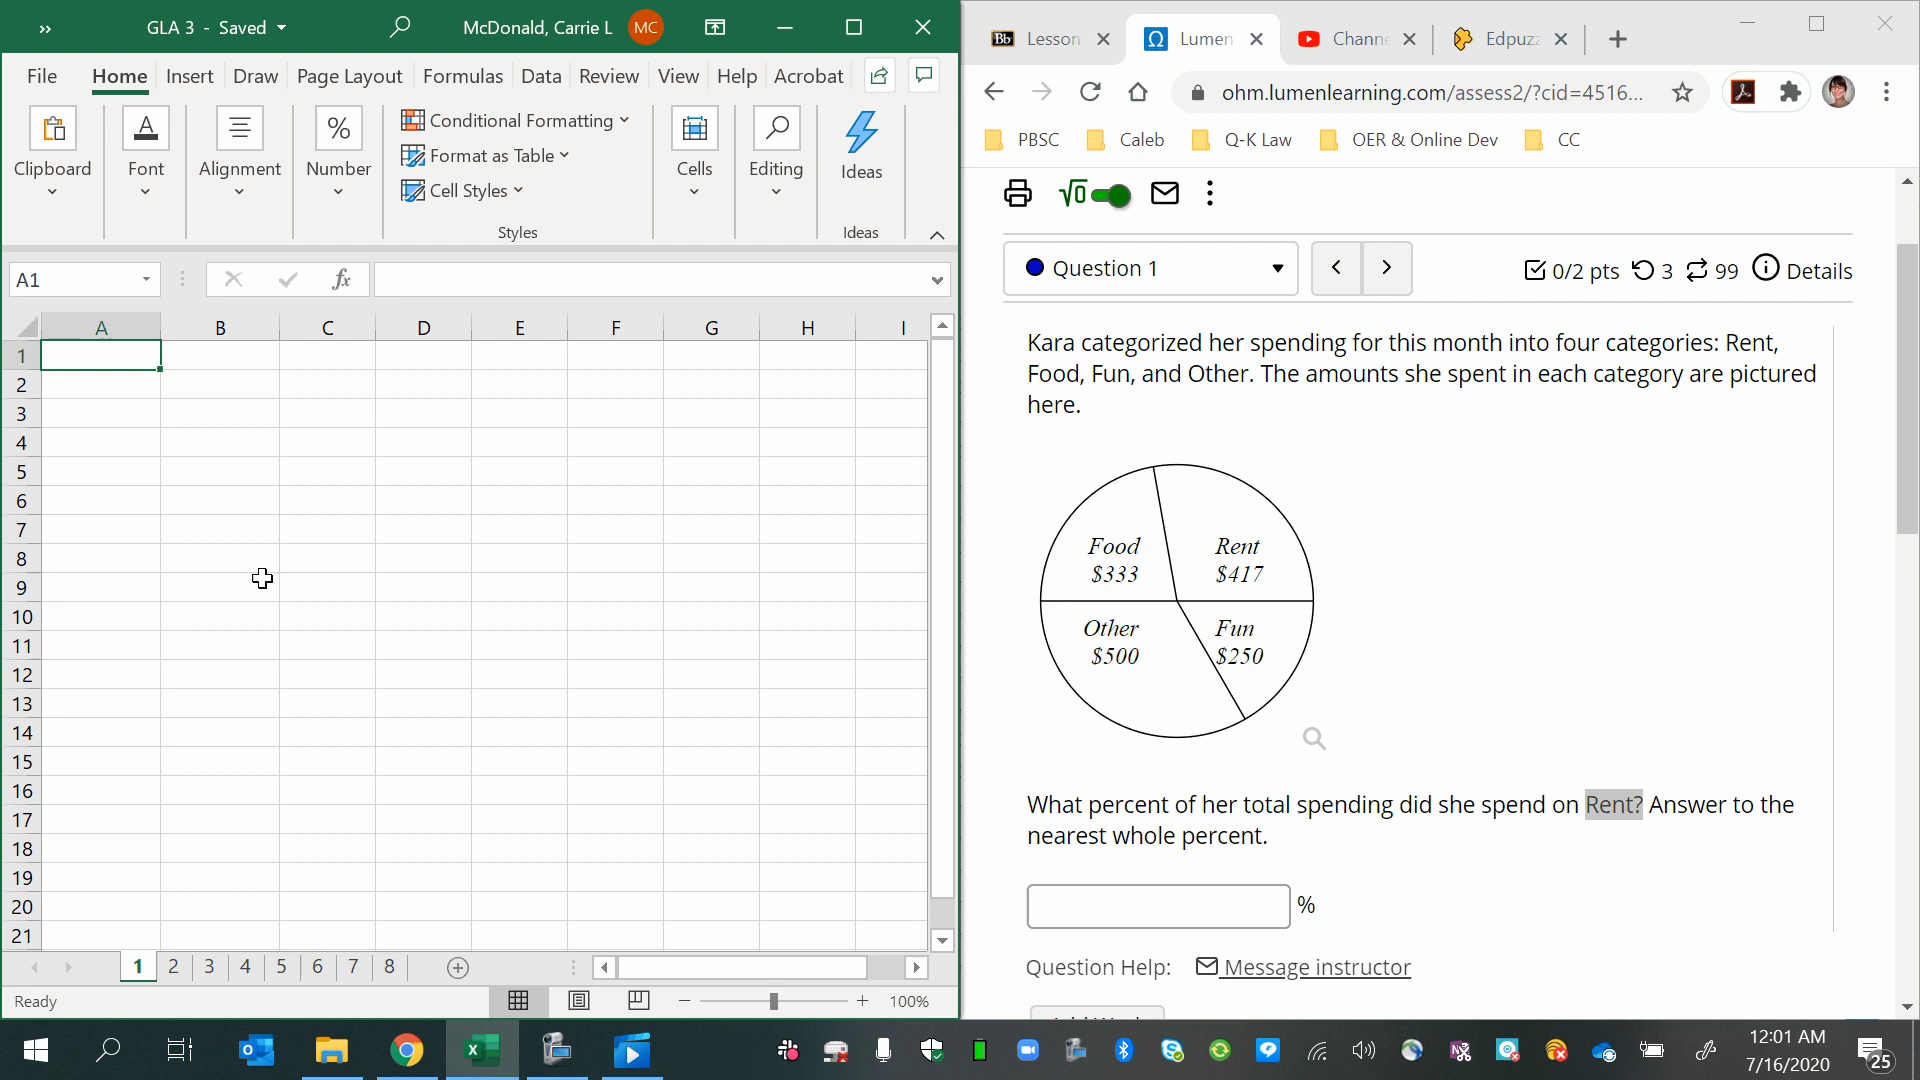 GLA 3 - Saved
McDonald, Carrie L
MC
File
Home
Insert
Draw
Page Layout
Formulas
Data
Review
View
Help
Acrobat
Clipboard
Font
Alignment
Number
Conditional Formatting
Format as Table
Cell Styles
Styles
Cells
Editing
Ideas
Ideas
A1
fx
A B C D E F G H I
1
2
3
4
5
6
7
8
9
10
11
12
13
14
15
16
17
18
19
20
21
1 2 3 4 5 6 7 8
Ready
100%
Bb Lesson
Lumen
Channe
Edpuzz
ohm.lumenlearning.com/assess2/?cid=4516...
PBSC
Caleb
Q-K Law
OER & Online Dev
CC
√0
Question 1
0/2 pts 3 99 Details
Kara categorized her spending for this month into four categories: Rent,
Food, Fun, and Other. The amounts she spent in each category are pictured
here.
Food
$333
Rent
$417
Other
$500
Fun
$250
What percent of her total spending did she spend on Rent? Answer to the
nearest whole percent.
%
Question Help: Message instructor
12:01 AM
7/16/2020
25